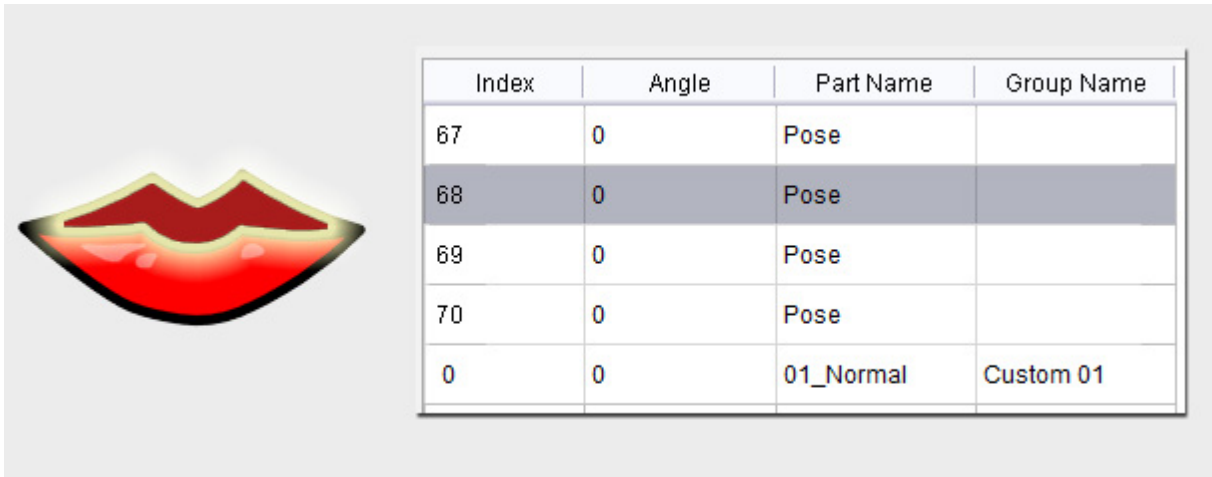 Index Angle Part Name Group Name
67 0 Pose
68 0 Pose
69 0 Pose
70 0 Pose
0 0 01_Normal Custom 01